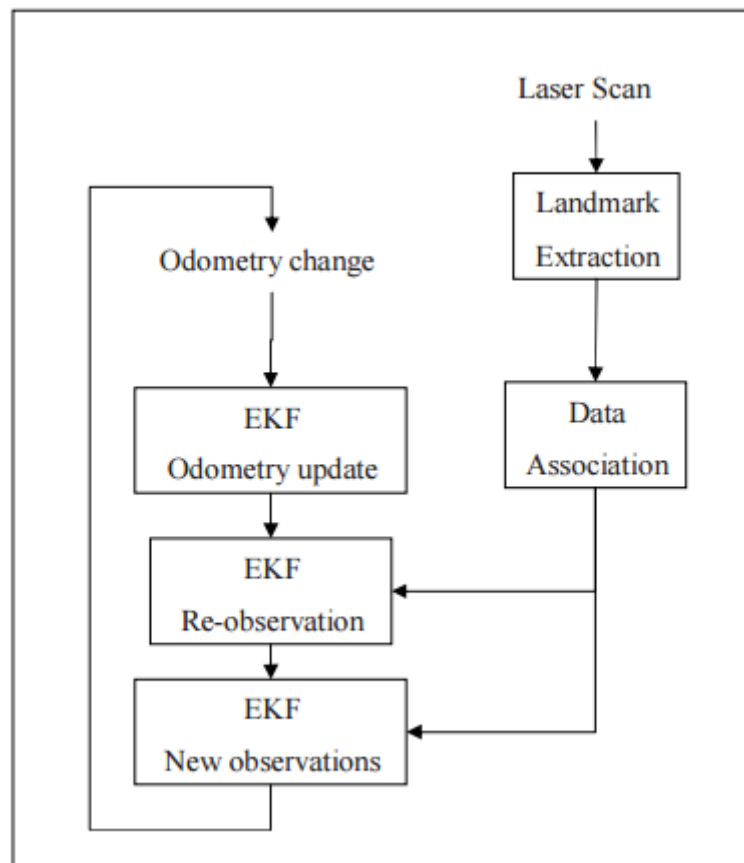 Laser Scan
Landmark
Extraction
Odometry change
EKF
Odometry update
Data
Association
EKF
Re-observation
EKF
New observations